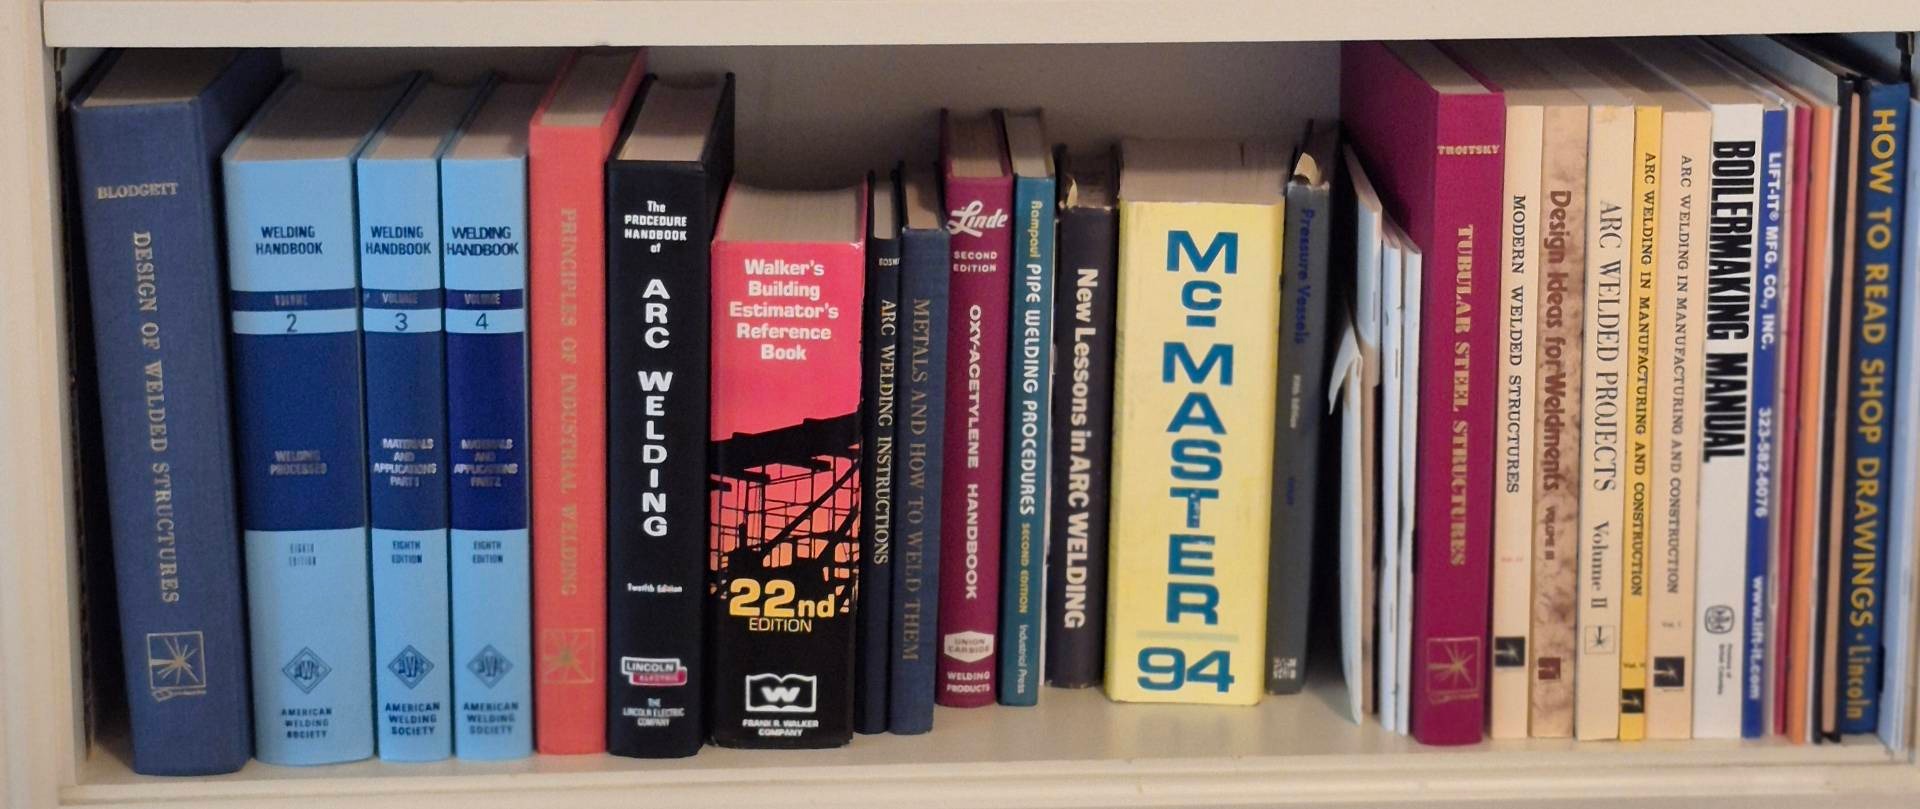 BLODGETT
DESIGN OF WELDED STRUCTURES
WELDING
HANDBOOK
VOLUME
2
WELDING
PROCESSES
EIGHTH
EDITION
AMERICAN
WELDING
SOCIETY
WELDING
HANDBOOK
VOLUME
3
MATERIALS
AND
APPLICATIONS
PART 1
EIGHTH
EDITION
AMERICAN
WELDING
SOCIETY
WELDING
HANDBOOK
VOLUME
4
MATERIALS
AND
APPLICATIONS
PART 2
EIGHTH
EDITION
AMERICAN
WELDING
SOCIETY
PRINCIPLES OF INDUSTRIAL WELDING
The
PROCEDURE
HANDBOOK
of
ARC WELDING
Twelfth Edition
LINCOLN
ELECTRIC
THE
LINCOLN ELECTRIC
COMPANY
Walker's
Building
Estimator's
Reference
Book
22nd
EDITION
W
FRANK R. WALKER
COMPANY
ARC WELDING INSTRUCTIONS
METALS AND HOW TO WELD THEM
Linde
SECOND
EDITION
OXY-ACETYLENE HANDBOOK
UNION
CARBIDE
WELDING
PRODUCTS
Rampaul PIPE WELDING PROCEDURES SECOND EDITION Industrial Press
New Lessons in ARC WELDING
McMASTER
94
Pressure Vessels
TROITSKY
TUBULAR STEEL STRUCTURES
MODERN WELDED STRUCTURES
Design Ideas for Weldments VOLUME III
ARC WELDED PROJECTS Volume II
ARC WELDING IN MANUFACTURING AND CONSTRUCTION
ARC WELDING IN MANUFACTURING AND CONSTRUCTION
BOILERMAKING MANUAL
LIFT-IT® MFG. CO., INC. 323-582-6076 www.lift-it.com
HOW TO READ SHOP DRAWINGS · Lincoln